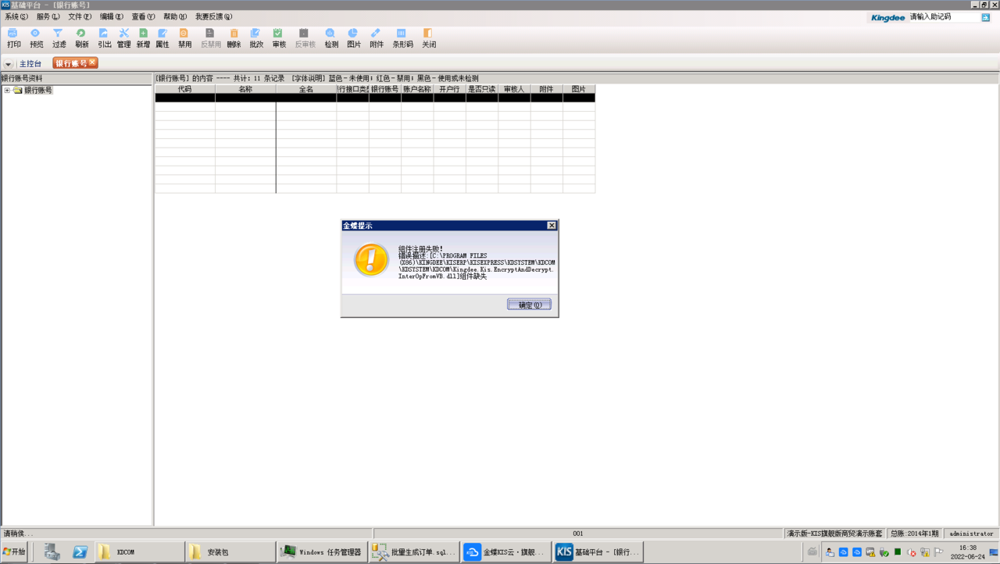 KIS 基础平台 - [银行账号]
系统(S) 服务(L) 文件(F) 编辑(E) 查看(V) 帮助(H) 我要反馈(Q)
Kingdee 请输入助记码
打印 预览 过滤 刷新 引出 管理 新增 属性 禁用 反禁用 删除 批改 审核 反审核 检测 图片 附件 条形码 关闭
主控台 银行账号
银行账号资料
[银行账号] 的内容 ---- 共计: 11 条记录 [字体说明] 蓝色－未使用; 红色－禁用; 黑色－使用或未检测
银行账号
代码 名称 全名 行接口类 银行账号 账户名称 开户行 是否只读 审核人 附件 图片
金蝶提示
组件注册失败!
错误描述:[C:\PROGRAM FILES
(X86)\KINGDEE\KISERP\KISEXPRESS\KDSYSTEM\KDCOM
\KDSYSTEM\KDCOM\Kingdee.Kis.EncryptAndDecrypt.
InterOpFromVB.dll]组件缺失
确定(O)
请稍侯...
001
演示版-KIS旗舰版商贸演示账套 总账:2014年1期 administrator
开始 KDCOM 安装包 Windows 任务管理器 批量生成订单.sql... 金蝶KIS云·旗舰... KIS 基础平台 - [银行...
16:38
2022-06-24